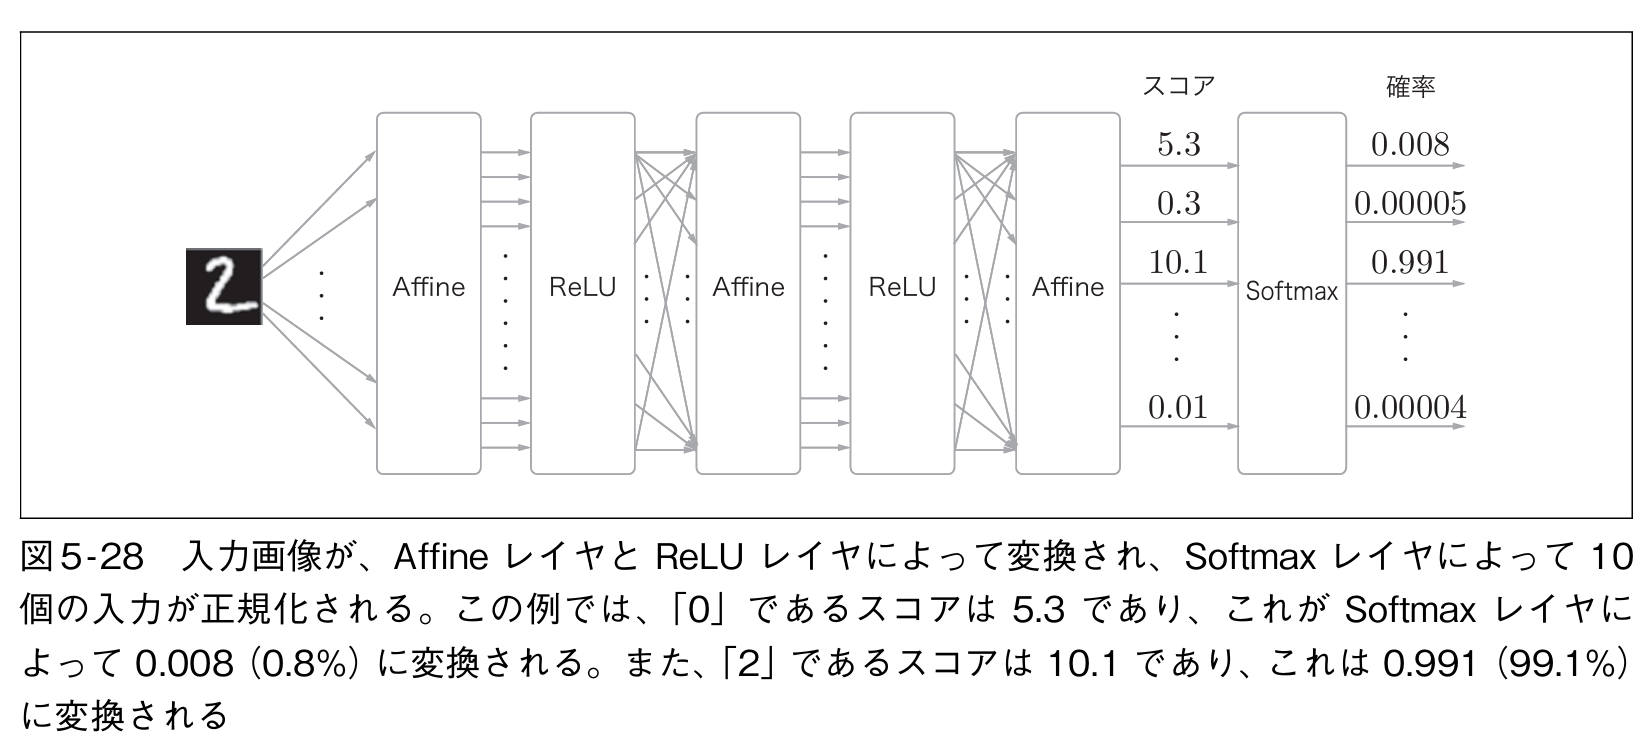 スコア 確率
5.3 0.008
0.3 0.00005
10.1 0.991
Affine ReLU Affine ReLU Affine Softmax
0.01 0.00004
2
図5-28 入力画像が、Affine レイヤと ReLU レイヤによって変換され、Softmax レイヤによって 10
個の入力が正規化される。この例では、「0」であるスコアは 5.3 であり、これが Softmax レイヤに
よって 0.008（0.8%）に変換される。また、「2」であるスコアは 10.1 であり、これは 0.991（99.1%）
に変換される